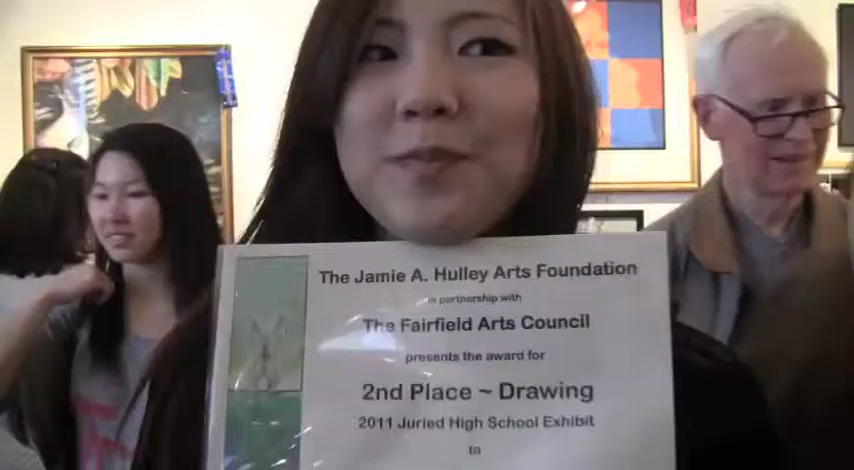 The Jamie A. Hulley Arts Foundation
in partnership with
The Fairfield Arts Council
presents the award for
2nd Place ~ Drawing
2011 Juried High School Exhibit
to